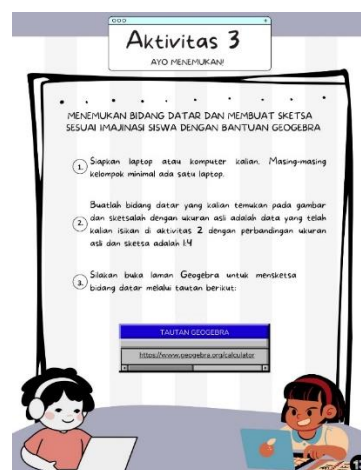 Aktivitas 3
AYO MENEMUKAN!
MENEMUKAN BIDANG DATAR DAN MEMBUAT SKETSA
SESUAI IMAJINASI SISWA DENGAN BANTUAN GEOGEBRA
1. Siapkan laptop atau komputer kalian. Masing-masing
kelompok minimal ada satu laptop.
Buatlah bidang datar yang kalian temukan pada gambar
2. dan sketsalah dengan ukuran asli adalah data yang telah
kalian isikan di aktivitas 2 dengan perbandingan ukuran
asli dan sketsa adalah 1:4
3. Silakan buka laman Geogebra untuk mensketsa
bidang datar melalui tautan berikut:
TAUTAN GEOGEBRA
https://www.geogebra.org/calculator